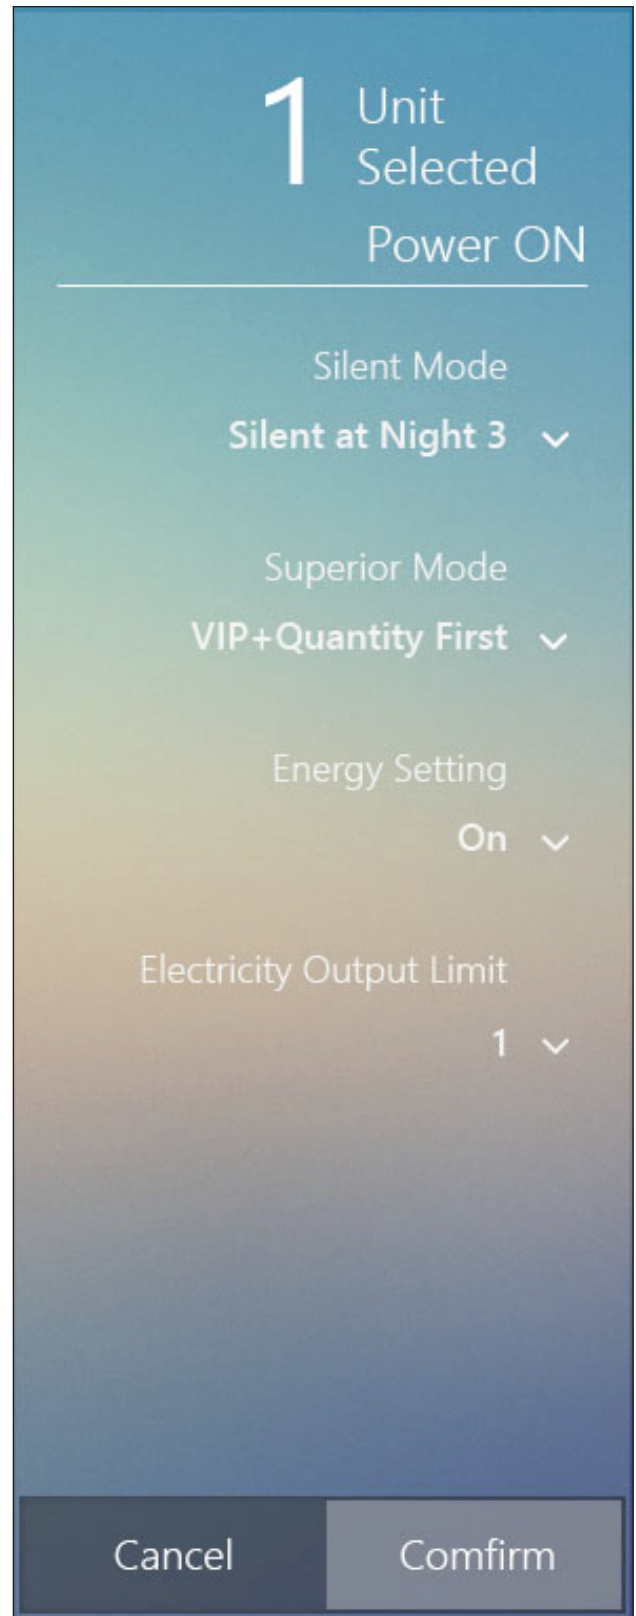 1 Unit
Selected
Power ON
Silent Mode
Silent at Night 3
Superior Mode
VIP+Quantity First
Energy Setting
On
Electricity Output Limit
1
Cancel Comfirm